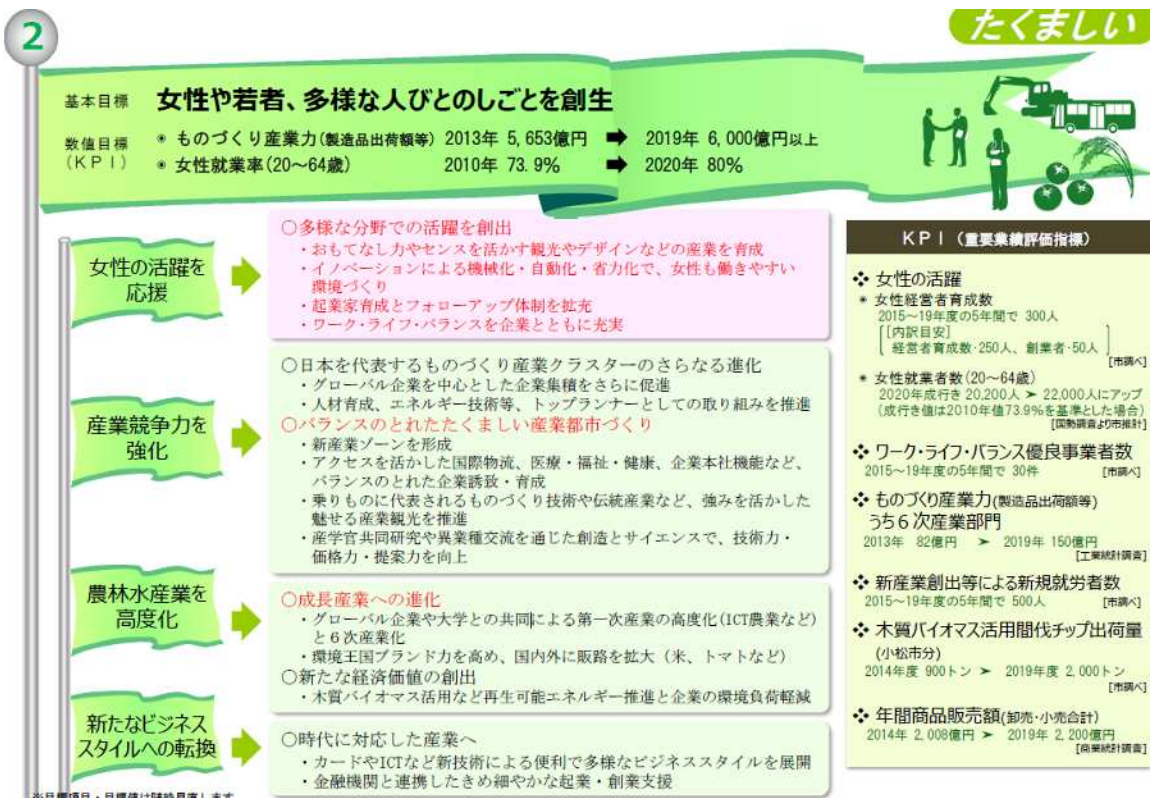 2
たくましい
基本目標 女性や若者、多様な人びとのしごとを創生
数値目標
(KPI)
◉ ものづくり産業力(製造品出荷額等) 2013年 5,653億円 ➡ 2019年 6,000億円以上
◉ 女性就業率(20〜64歳) 2010年 73.9% ➡ 2020年 80%
女性の活躍を
応援
○多様な分野での活躍を創出
・おもてなし力やセンスを活かす観光やデザインなどの産業を育成
・イノベーションによる機械化・自動化・省力化で、女性も働きやすい
環境づくり
・起業家育成とフォローアップ体制を拡充
・ワーク・ライフ・バランスを企業とともに充実
産業競争力を
強化
○日本を代表するものづくり産業クラスターのさらなる進化
・グローバル企業を中心とした企業集積をさらに促進
・人材育成、エネルギー技術等、トップランナーとしての取り組みを推進
○バランスのとれたたくましい産業都市づくり
・新産業ゾーンを形成
・アクセスを活かした国際物流、医療・福祉・健康、企業本社機能など、
バランスのとれた企業誘致・育成
・乗りものに代表されるものづくり技術や伝統産業など、強みを活かした
魅せる産業観光を推進
・産学官共同研究や異業種交流を通じた創造とサイエンスで、技術力・
価格力・提案力を向上
農林水産業を
高度化
○成長産業への進化
・グローバル企業や大学との共同による第一次産業の高度化(ICT農業など)
と6次産業化
・環境王国ブランド力を高め、国内外に販路を拡大（米、トマトなど）
○新たな経済価値の創出
・木質バイオマス活用など再生可能エネルギー推進と企業の環境負荷軽減
新たなビジネス
スタイルへの転換
○時代に対応した産業へ
・カードやICTなど新技術による便利で多様なビジネススタイルを展開
・金融機関と連携したきめ細やかな起業・創業支援
※目標項目・目標値は随時見直します
KPI（重要業績評価指標）
❖ 女性の活躍
＊ 女性経営者育成数
2015〜19年度の5年間で 300人
[内訳目安]
経営者育成数・250人、創業者・50人
[市調べ]
＊ 女性就業者数(20〜64歳)
2020年成行き 20,200人 ➤ 22,000人にアップ
(成行き値は2010年値73.9%を基準とした場合)
[国勢調査より市推計]
❖ ワーク・ライフ・バランス優良事業者数
2015〜19年度の5年間で 30件 [市調べ]
❖ ものづくり産業力(製造品出荷額等)
うち6次産業部門
2013年 82億円 ➤ 2019年 150億円
[工業統計調査]
❖ 新産業創出等による新規就労者数
2015〜19年度の5年間で 500人 [市調べ]
❖ 木質バイオマス活用間伐チップ出荷量
(小松市分)
2014年度 900トン ➤ 2019年度 2,000トン
[市調べ]
❖ 年間商品販売額(卸売・小売合計)
2014年 2,008億円 ➤ 2019年 2,200億円
[商業統計調査]